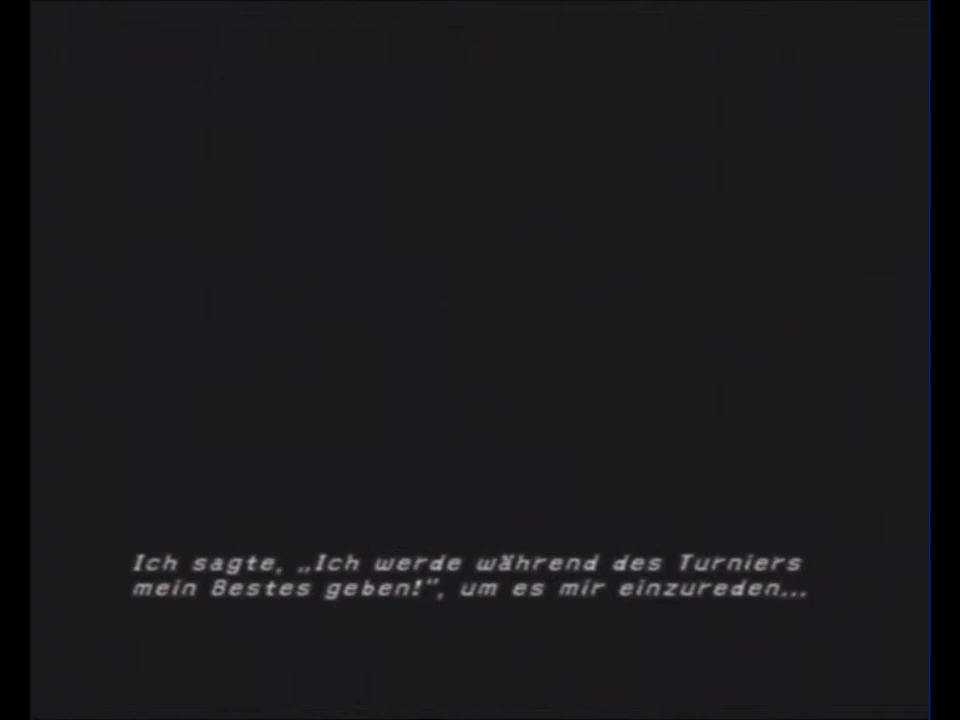 Ich sagte, „Ich werde während des Turniers
mein Bestes geben!”, um es mir einzureden...